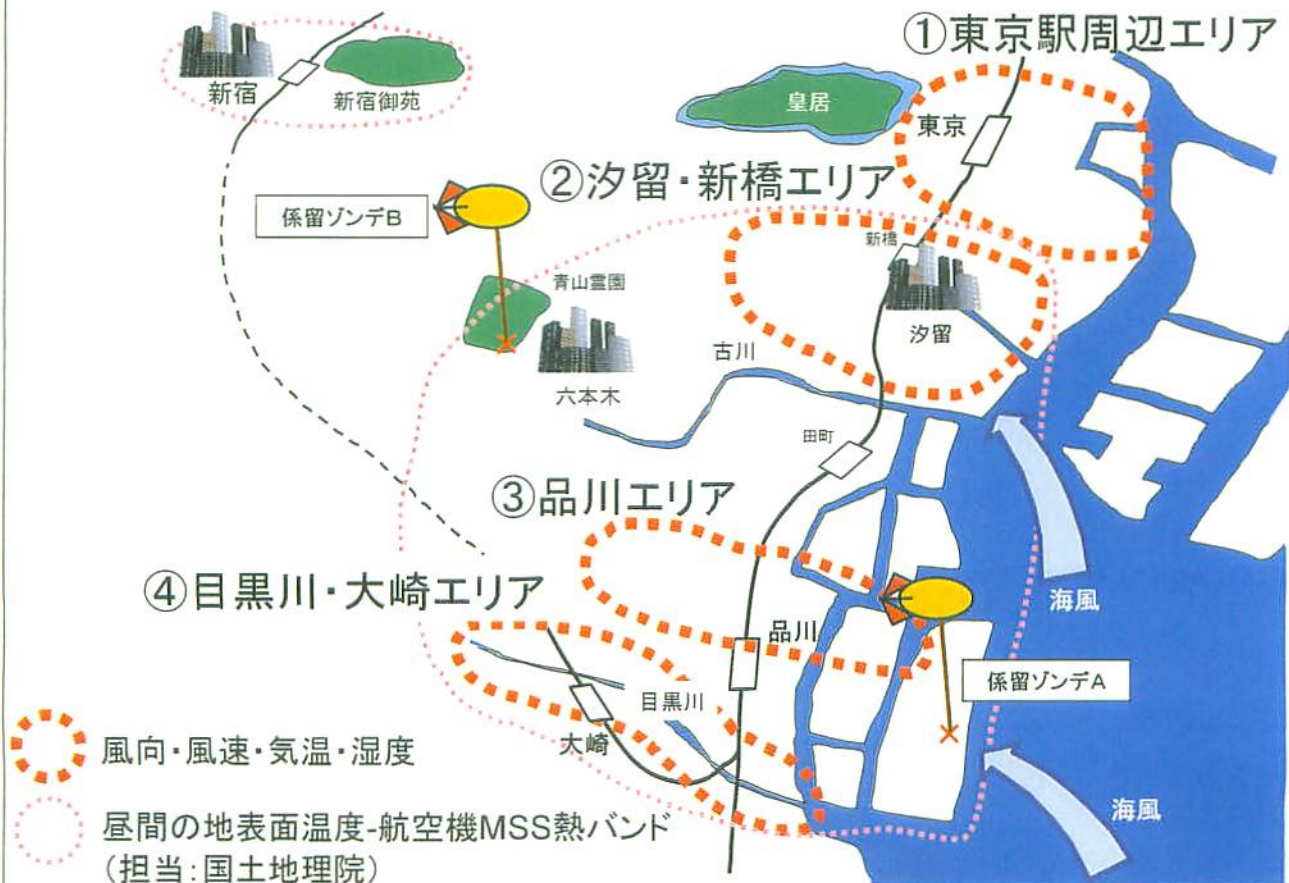 ①東京駅周辺エリア
新宿
新宿御苑
皇居
東京
②汐留・新橋エリア
係留ゾンデB
新橋
青山霊園
汐留
古川
六本木
田町
③品川エリア
④目黒川・大崎エリア
海風
品川
係留ゾンデA
目黒川
大崎
風向・風速・気温・湿度
海風
昼間の地表面温度-航空機MSS熱バンド
(担当:国土地理院)